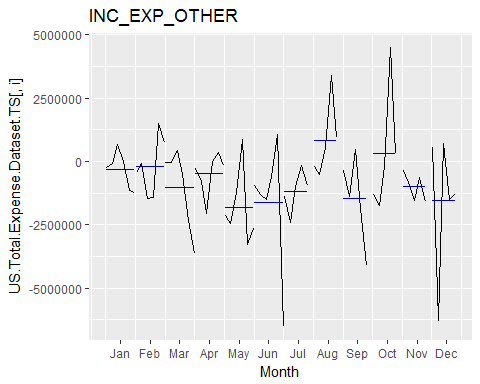 INC_EXP_OTHER
US.Total.Expense.Dataset.TS[, i]
5000000
2500000
0
-2500000
-5000000
Jan Feb Mar Apr May Jun Jul Aug Sep Oct Nov Dec
Month